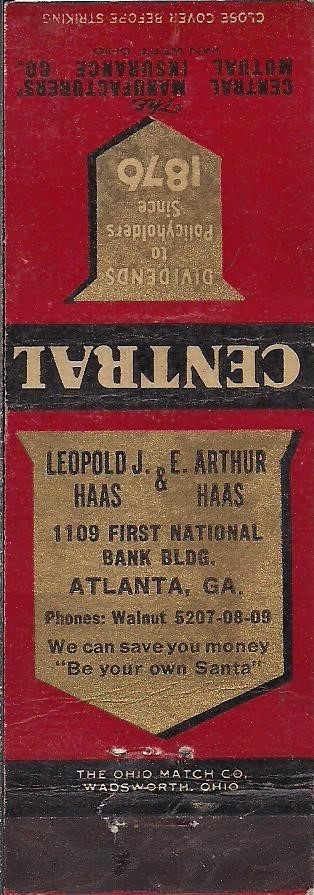 CLOSE COVER BEFORE STRIKING
The
CENTRAL MANUFACTURERS'
MUTUAL INSURANCE CO.
VAN WERT OHIO
DIVIDENDS
to
Policyholders
Since
1876
CENTRAL
LEOPOLD J. & E. ARTHUR
HAAS HAAS
1109 FIRST NATIONAL
BANK BLDG.
ATLANTA, GA.
Phones: Walnut 5207-08-09
We can save you money
"Be your own Santa"
THE OHIO MATCH CO.
WADSWORTH, OHIO